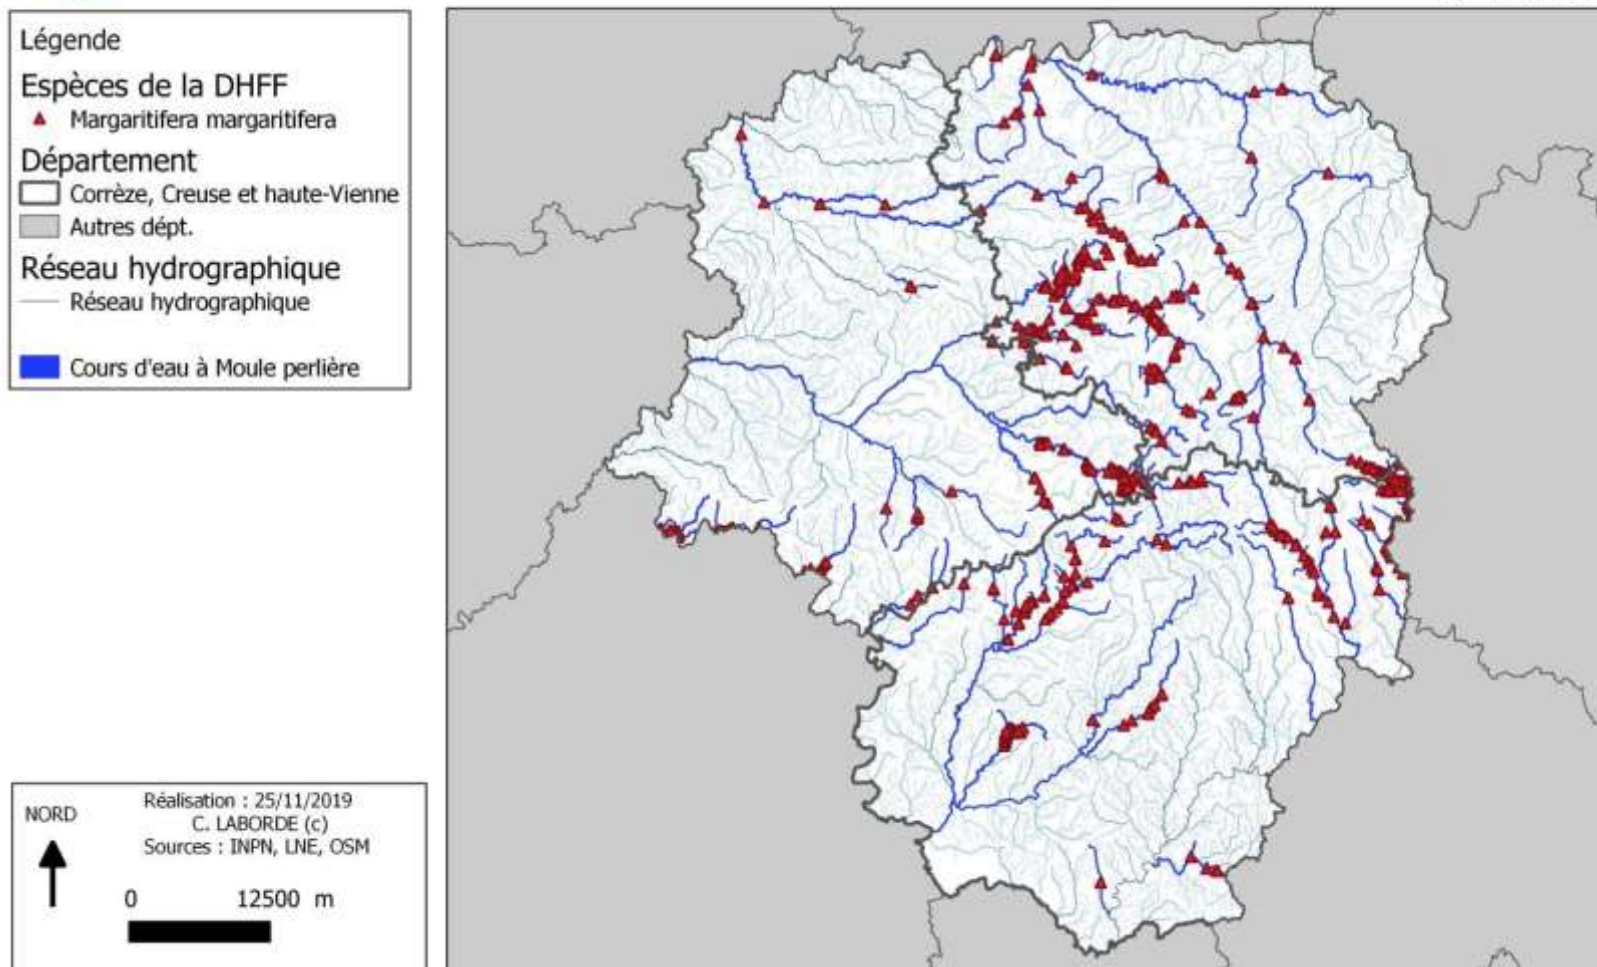 Légende
Espèces de la DHFF
Margaritifera margaritifera
Département
Corrèze, Creuse et haute-Vienne
Autres dépt.
Réseau hydrographique
Réseau hydrographique
Cours d'eau à Moule perlière
NORD
Réalisation : 25/11/2019
C. LABORDE (c)
Sources : INPN, LNE, OSM
0 12500 m